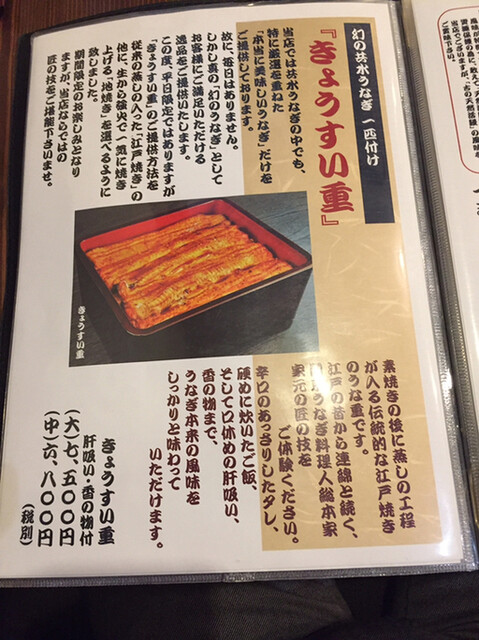 幻の共水うなぎ 一匹付け
『きょうすい重』
当店では共水うなぎの中でも、
特に厳選を重ねた
「本当に美味しいうなぎ」だけを
ご提供しております。
故に、毎日はありません。
しかし真の「幻のうなぎ」として
お客様にご満足いただける
逸品をご提供いたします。
この度、平日限定ではありますが
「きょうすい重」のご提供方法を
従来の蒸しの入った「江戸焼き」の
他に、生から強火で一気に焼き
上げる、「地焼き」を選べるように
致しました。
期間限定のお楽しみとなり
ますが、当店ならではの
匠の技をご堪能下さいませ。
きょうすい重
素焼きの後に蒸しの工程
が入る伝統的な江戸焼き
のうな重です。
江戸の昔から連綿と続く、
うなぎ料理人総本家
家元の匠の技を
ご体験ください。
辛口のあっさりしたタレ、
硬めに炊いたご飯、
そして口休めの肝吸い、
香の物まで、
うなぎ本来の風味を
しっかりと味わって
いただけます。
きょうすい重
肝吸い・香の物付
(大)七、五〇〇円
(中)六、八〇〇円
(税別)